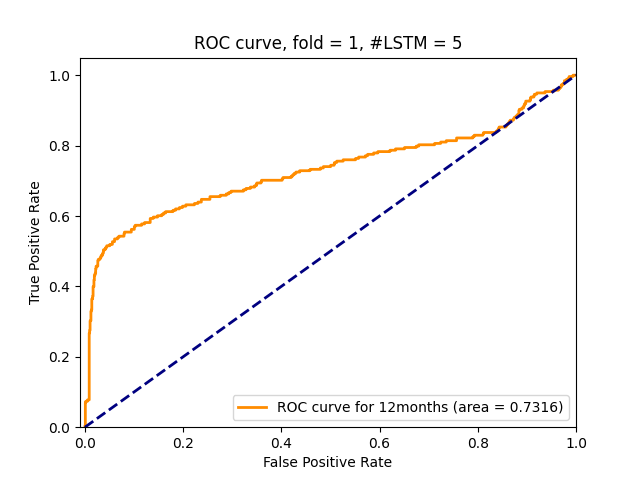 ROC curve, fold = 1, #LSTM = 5
True Positive Rate
1.0
0.8
0.6
0.4
0.2
0.0
ROC curve for 12months (area = 0.7316)
0.0 0.2 0.4 0.6 0.8 1.0
False Positive Rate